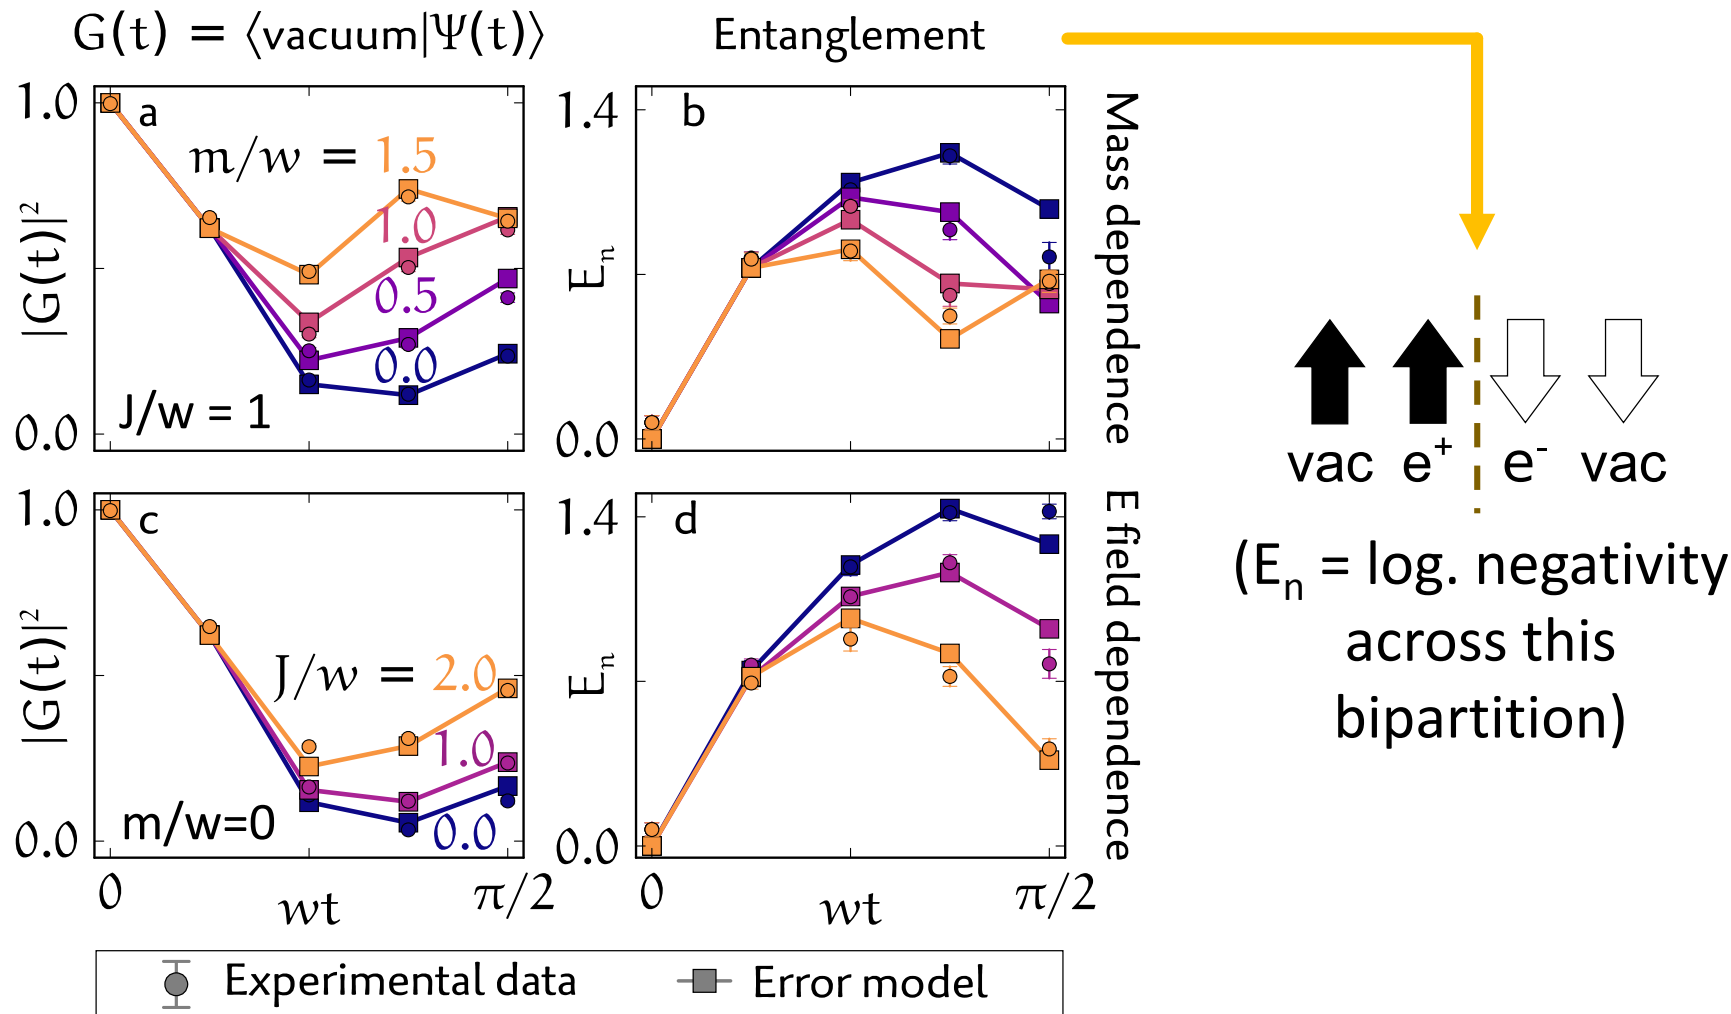 G(t) = ⟨vacuum|Ψ(t)⟩
Entanglement
1.0
a
m/w = 1.5
1.0
0.5
0.0
J/w = 1
0.0
|G(t)|²
1.4
b
Eₙ
0.0
Mass dependence
vac e⁺ e⁻ vac
(Eₙ = log. negativity
across this
bipartition)
1.0
c
J/w = 2.0
1.0
0.0
m/w=0
0.0
|G(t)|²
0
wt
π/2
1.4
d
Eₙ
0.0
0
wt
π/2
E field dependence
Experimental data
Error model